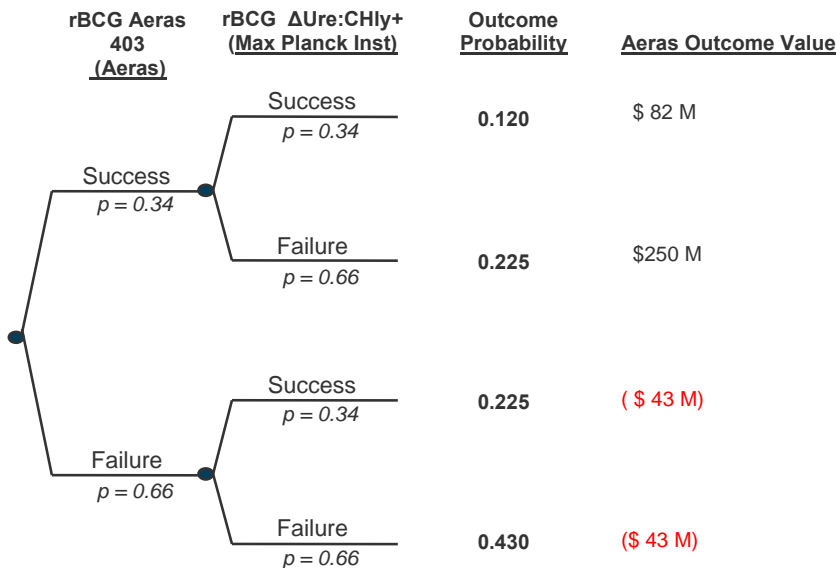 rBCG Aeras
403
(Aeras)
rBCG ΔUre:CHly+
(Max Planck Inst)
Outcome
Probability
Aeras Outcome Value
Success
p = 0.34
0.120
$ 82 M
Success
p = 0.34
Failure
p = 0.66
0.225
$250 M
Success
p = 0.34
0.225
( $ 43 M)
Failure
p = 0.66
Failure
p = 0.66
0.430
($ 43 M)